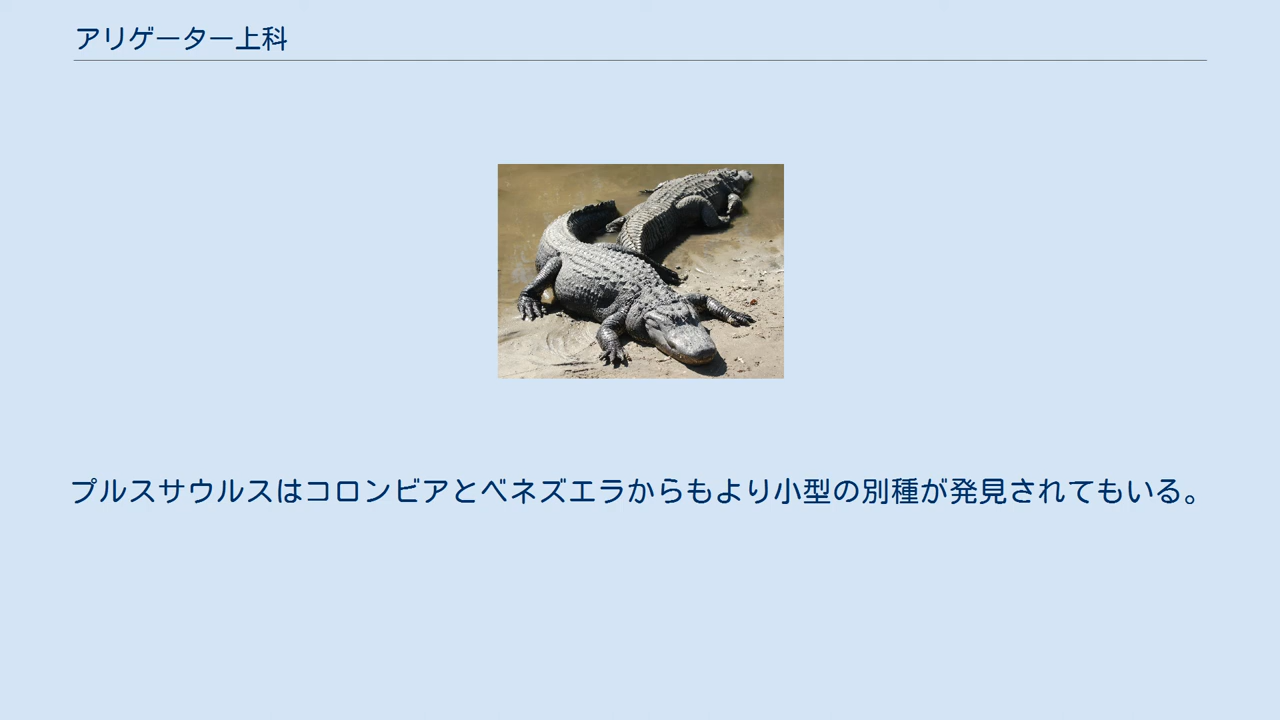 アリゲーター上科
プルスサウルスはコロンビアとベネズエラからもより小型の別種が発見されてもいる。